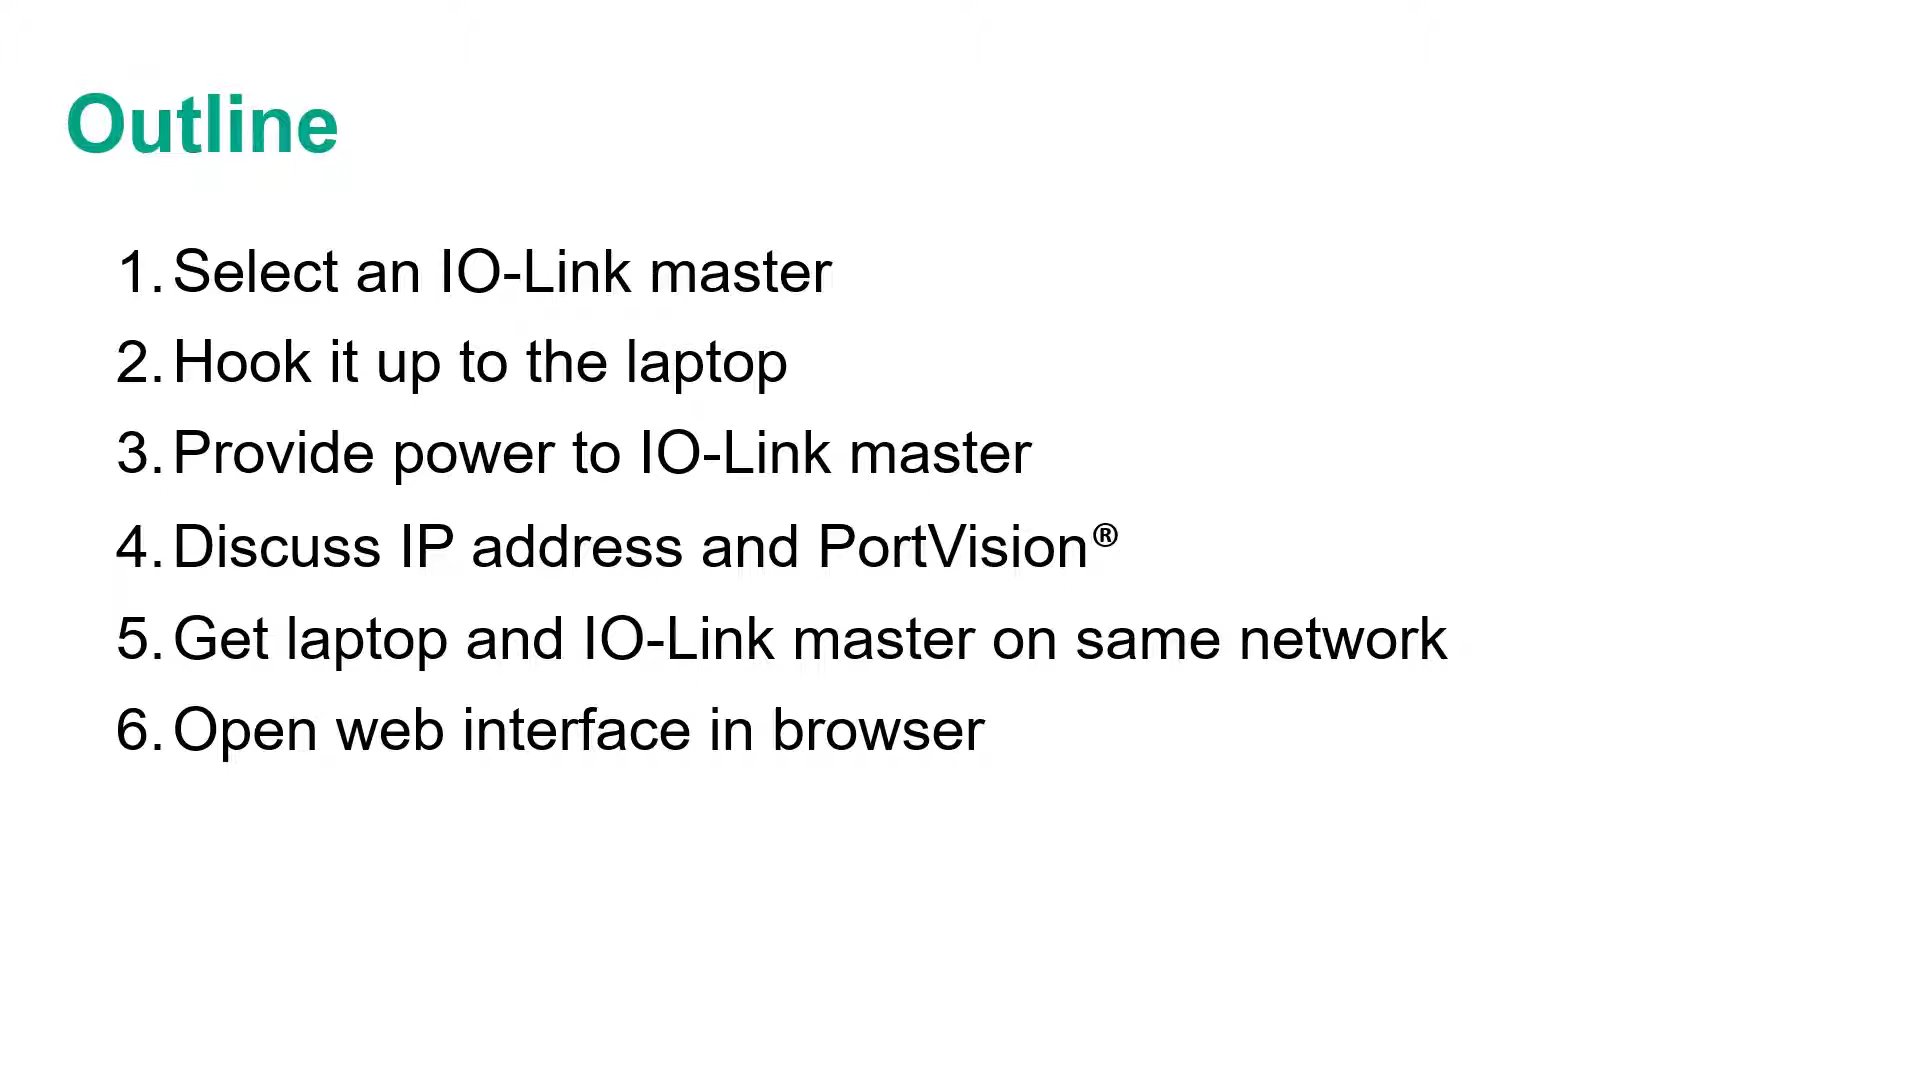 Outline
1. Select an IO-Link master
2. Hook it up to the laptop
3. Provide power to IO-Link master
4. Discuss IP address and PortVision®
5. Get laptop and IO-Link master on same network
6. Open web interface in browser